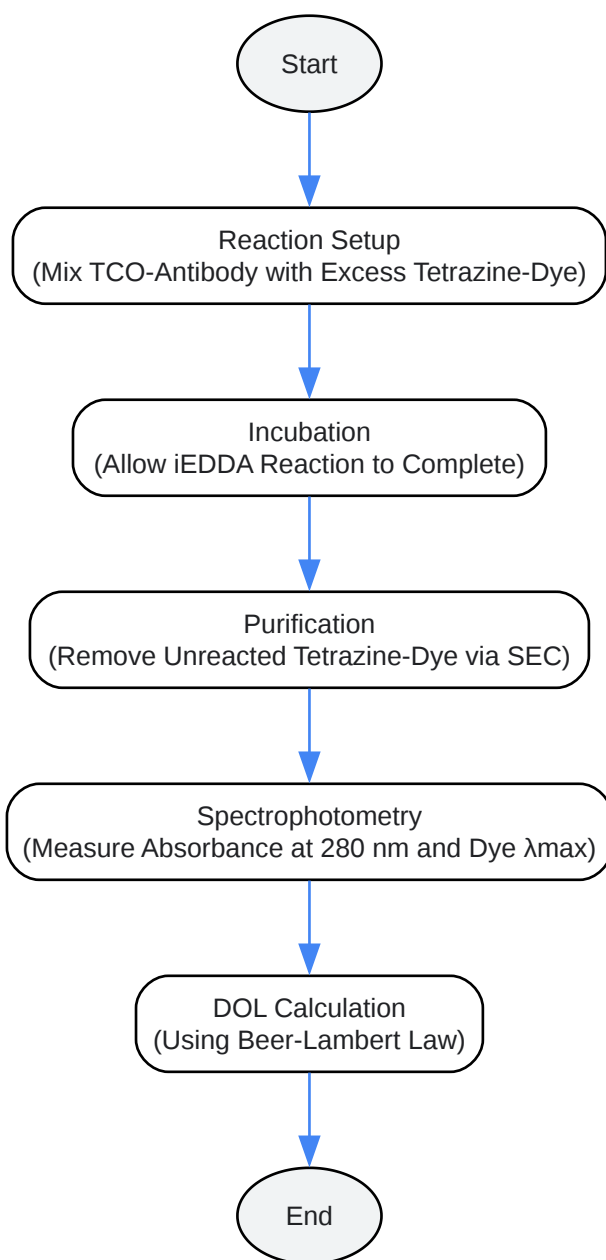 Start
Reaction Setup
(Mix TCO-Antibody with Excess Tetrazine-Dye)
Incubation
(Allow iEDDA Reaction to Complete)
Purification
(Remove Unreacted Tetrazine-Dye via SEC)
Spectrophotometry
(Measure Absorbance at 280 nm and Dye λmax)
DOL Calculation
(Using Beer-Lambert Law)
End